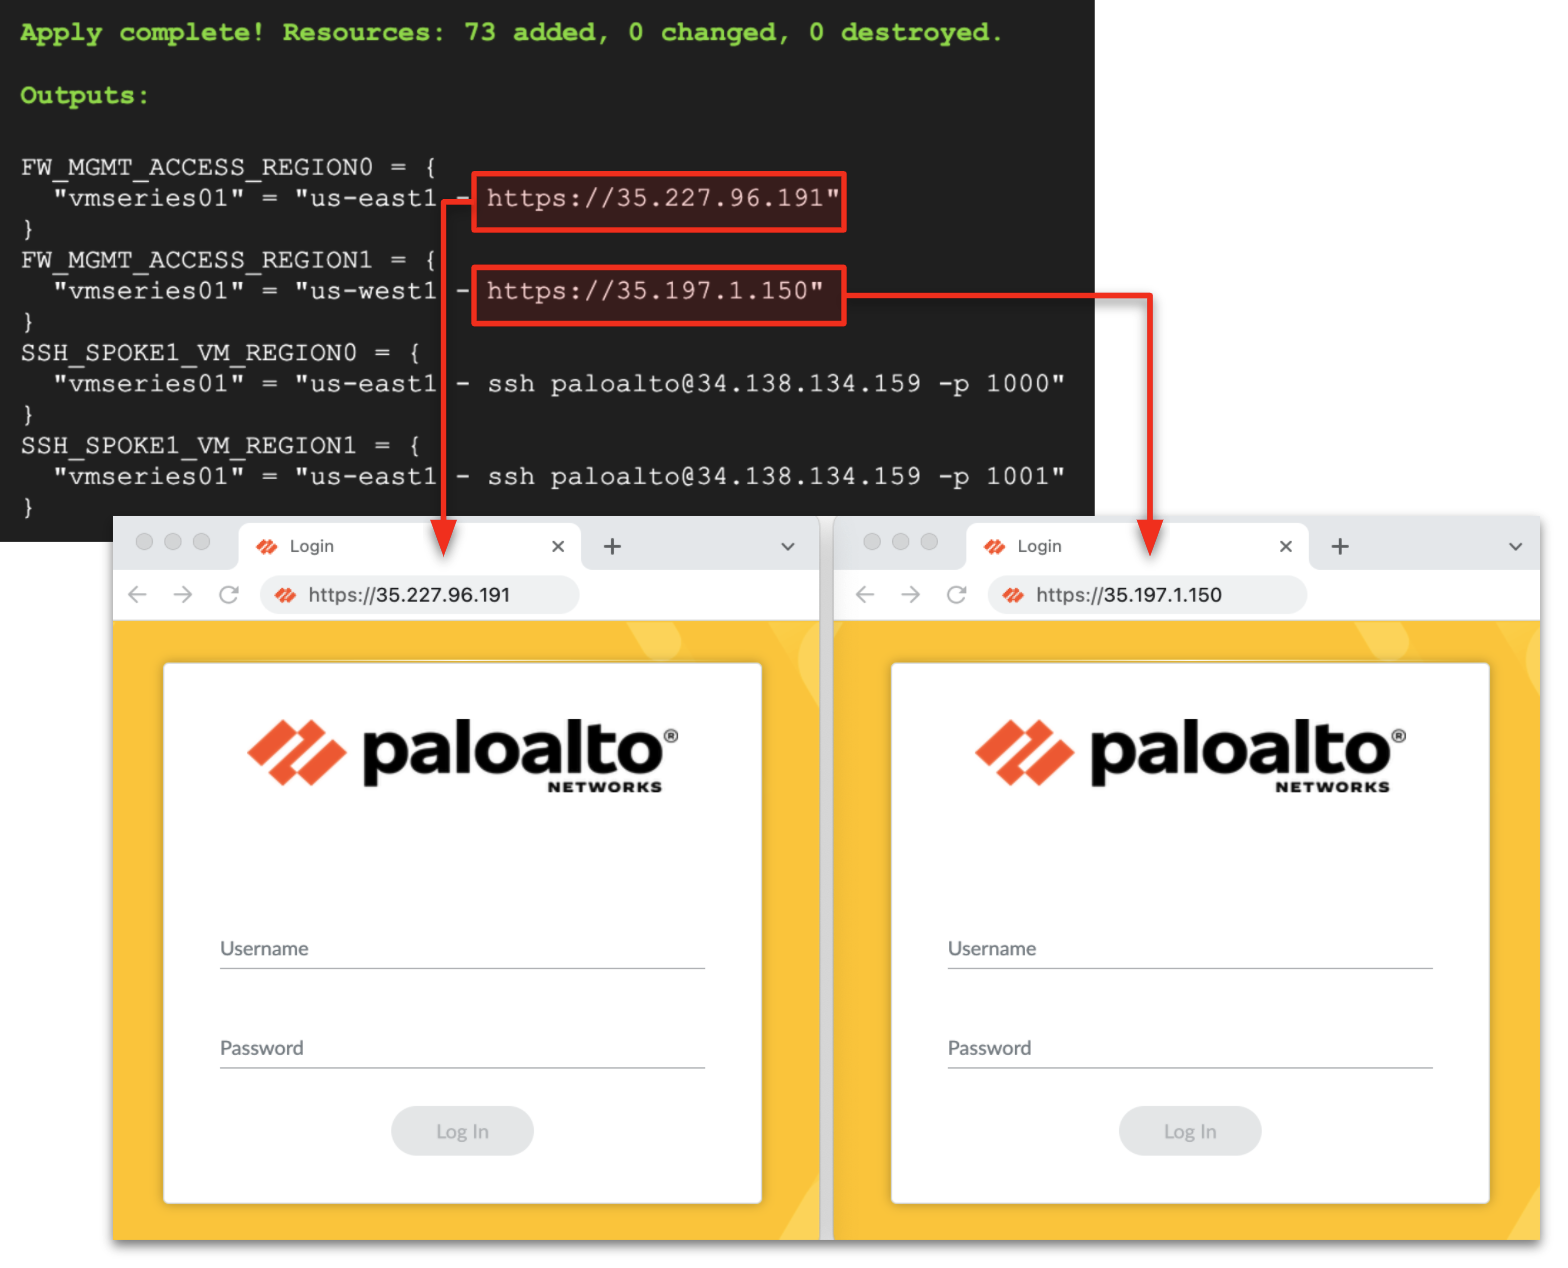 Apply complete! Resources: 73 added, 0 changed, 0 destroyed.
Outputs:
FW_MGMT_ACCESS_REGION0 = {
"vmseries01" = "us-east1 - https://35.227.96.191"
}
FW_MGMT_ACCESS_REGION1 = {
"vmseries01" = "us-west1 - https://35.197.1.150"
}
SSH_SPOKE1_VM_REGION0 = {
"vmseries01" = "us-east1 - ssh paloalto@34.138.134.159 -p 1000"
}
SSH_SPOKE1_VM_REGION1 = {
"vmseries01" = "us-east1 - ssh paloalto@34.138.134.159 -p 1001"
}
Login
https://35.227.96.191
paloalto®
NETWORKS
Username
Password
Log In
Login
https://35.197.1.150
paloalto®
NETWORKS
Username
Password
Log In